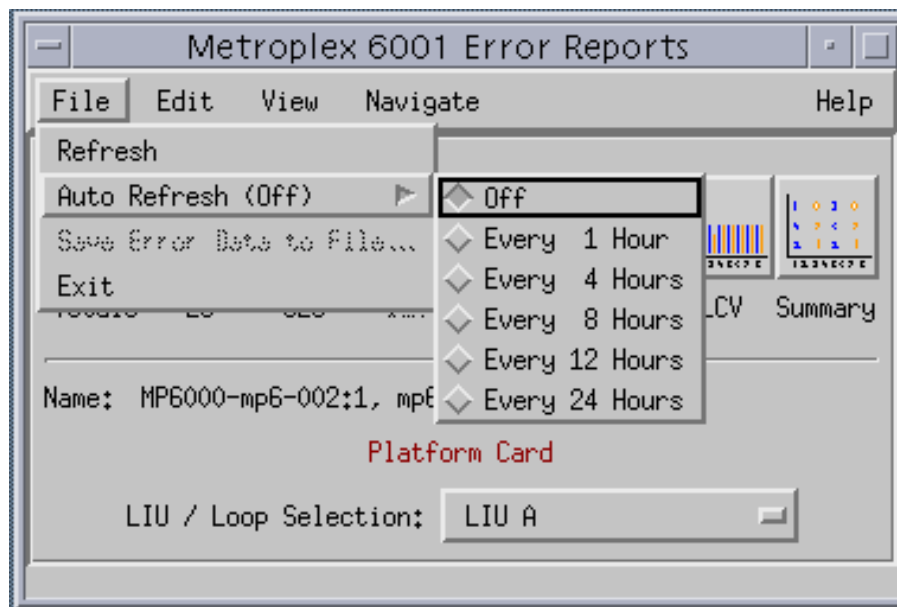 Metroplex 6001 Error Reports
File Edit View Navigate Help
Refresh
Auto Refresh (Off)
Save Error Data to File...
Exit
Off
Every 1 Hour
Every 4 Hours
Every 8 Hours
Every 12 Hours
Every 24 Hours
LCV Summary
Name: MP6000-mp6-002:1, mp6
Platform Card
LIU / Loop Selection: LIU A